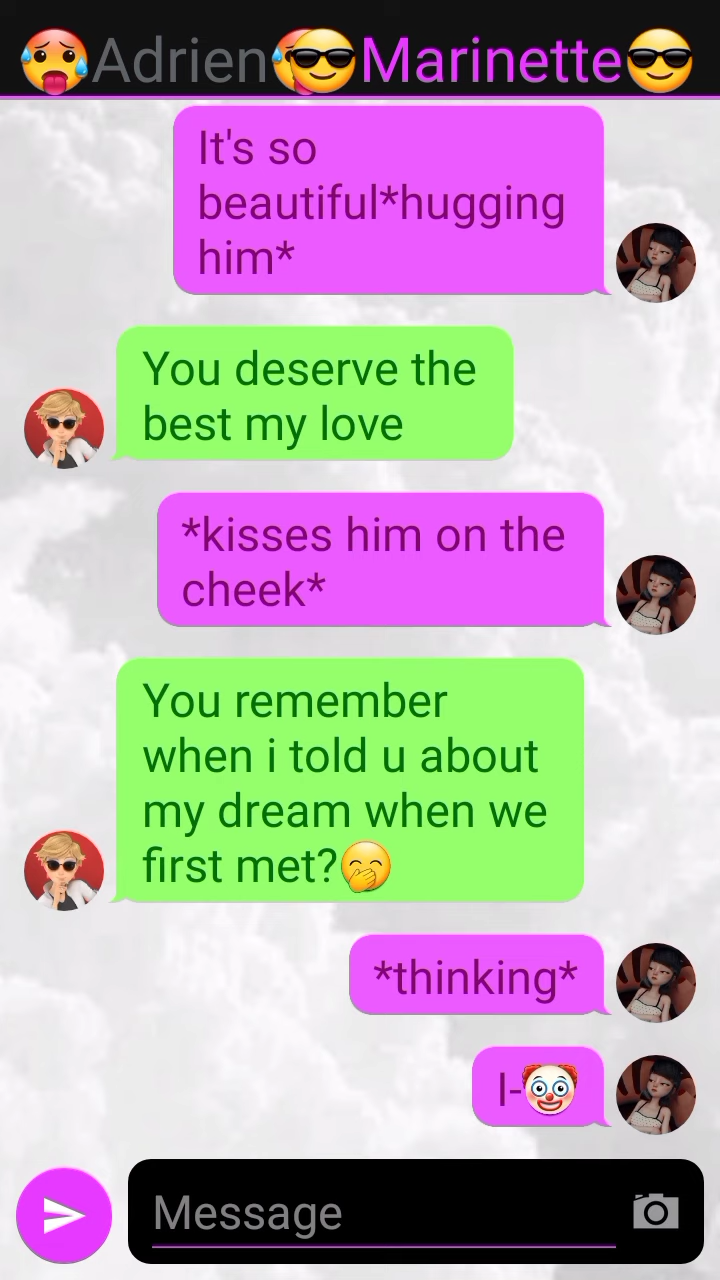 🥵Adrien🥵😎Marinette😎
It's so
beautiful*hugging
him*
You deserve the
best my love
*kisses him on the
cheek*
You remember
when i told u about
my dream when we
first met?🤭
*thinking*
I-🤡
Message